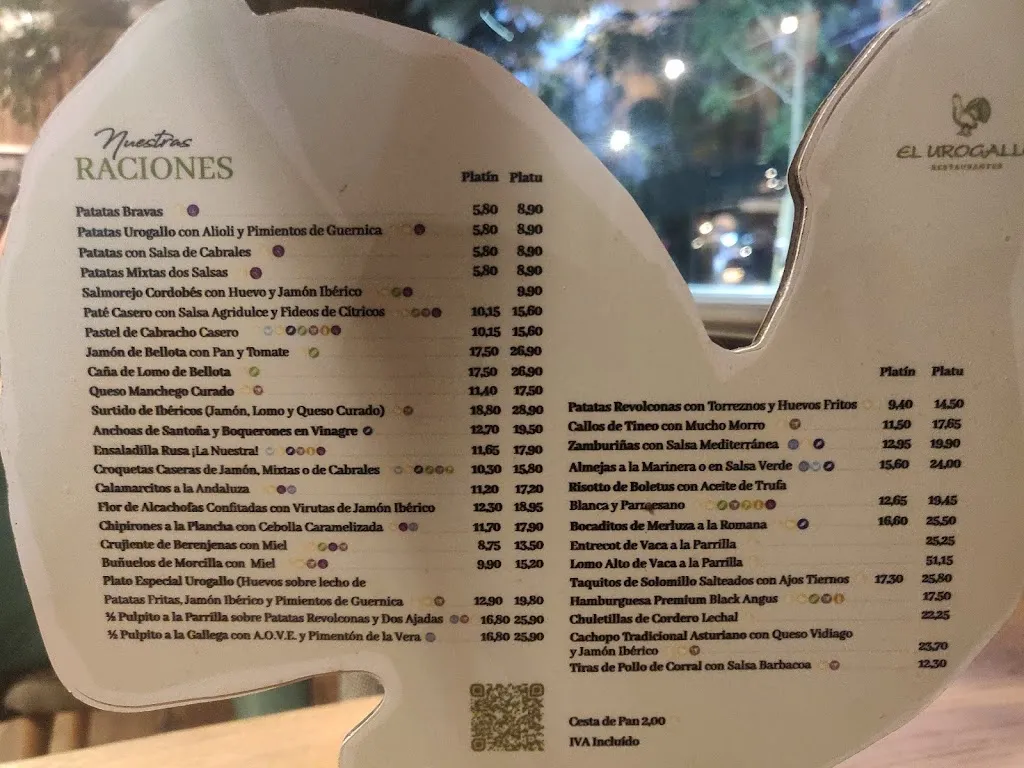 Nuestras
RACIONES
Platín Platu
Patatas Bravas 5,80 8,90
Patatas Urogallo con Alioli y Pimientos de Guernica 5,80 8,90
Patatas con Salsa de Cabrales 5,80 8,90
Patatas Mixtas dos Salsas 5,80 8,90
Salmorejo Cordobés con Huevo y Jamón Ibérico 9,90
Paté Casero con Salsa Agridulce y Fideos de Cítricos 10,15 15,60
Pastel de Cabracho Casero 10,15 15,60
Jamón de Bellota con Pan y Tomate 17,50 26,90
Caña de Lomo de Bellota 17,50 26,90
Queso Manchego Curado 11,40 17,50
Surtido de Ibéricos (Jamón, Lomo y Queso Curado) 18,80 28,90
Anchoas de Santoña y Boquerones en Vinagre 12,70 19,50
Ensaladilla Rusa ¡La Nuestra! 11,65 17,90
Croquetas Caseras de Jamón, Mixtas o de Cabrales 10,30 15,80
Calamarcitos a la Andaluza 11,20 17,20
Flor de Alcachofas Confitadas con Virutas de Jamón Ibérico 12,30 18,95
Chipirones a la Plancha con Cebolla Caramelizada 11,70 17,90
Crujiente de Berenjenas con Miel 8,75 13,50
Buñuelos de Morcilla con Miel 9,90 15,20
Plato Especial Urogallo (Huevos sobre lecho de
Patatas Fritas, Jamón Ibérico y Pimientos de Guernica 12,90 19,80
½ Pulpito a la Parrilla sobre Patatas Revolconas y Dos Ajadas 16,80 25,90
½ Pulpito a la Gallega con A.O.V.E. y Pimentón de la Vera 16,80 25,90
EL UROGALL
RESTAURANTES
Platín Platu
Patatas Revolconas con Torreznos y Huevos Fritos 9,40 14,50
Callos de Tineo con Mucho Morro 11,50 17,65
Zamburiñas con Salsa Mediterránea 12,95 19,90
Almejas a la Marinera o en Salsa Verde 15,60 24,00
Risotto de Boletus con Aceite de Trufa
Blanca y Parmesano 12,65 19,45
Bocaditos de Merluza a la Romana 16,60 25,50
Entrecot de Vaca a la Parrilla 25,25
Lomo Alto de Vaca a la Parrilla 51,15
Taquitos de Solomillo Salteados con Ajos Tiernos 17,30 25,80
Hamburguesa Premium Black Angus 17,50
Chuletillas de Cordero Lechal 22,25
Cachopo Tradicional Asturiano con Queso Vidiago
y Jamón Ibérico 23,70
Tiras de Pollo de Corral con Salsa Barbacoa 12,30
Cesta de Pan 2,00
IVA Incluído